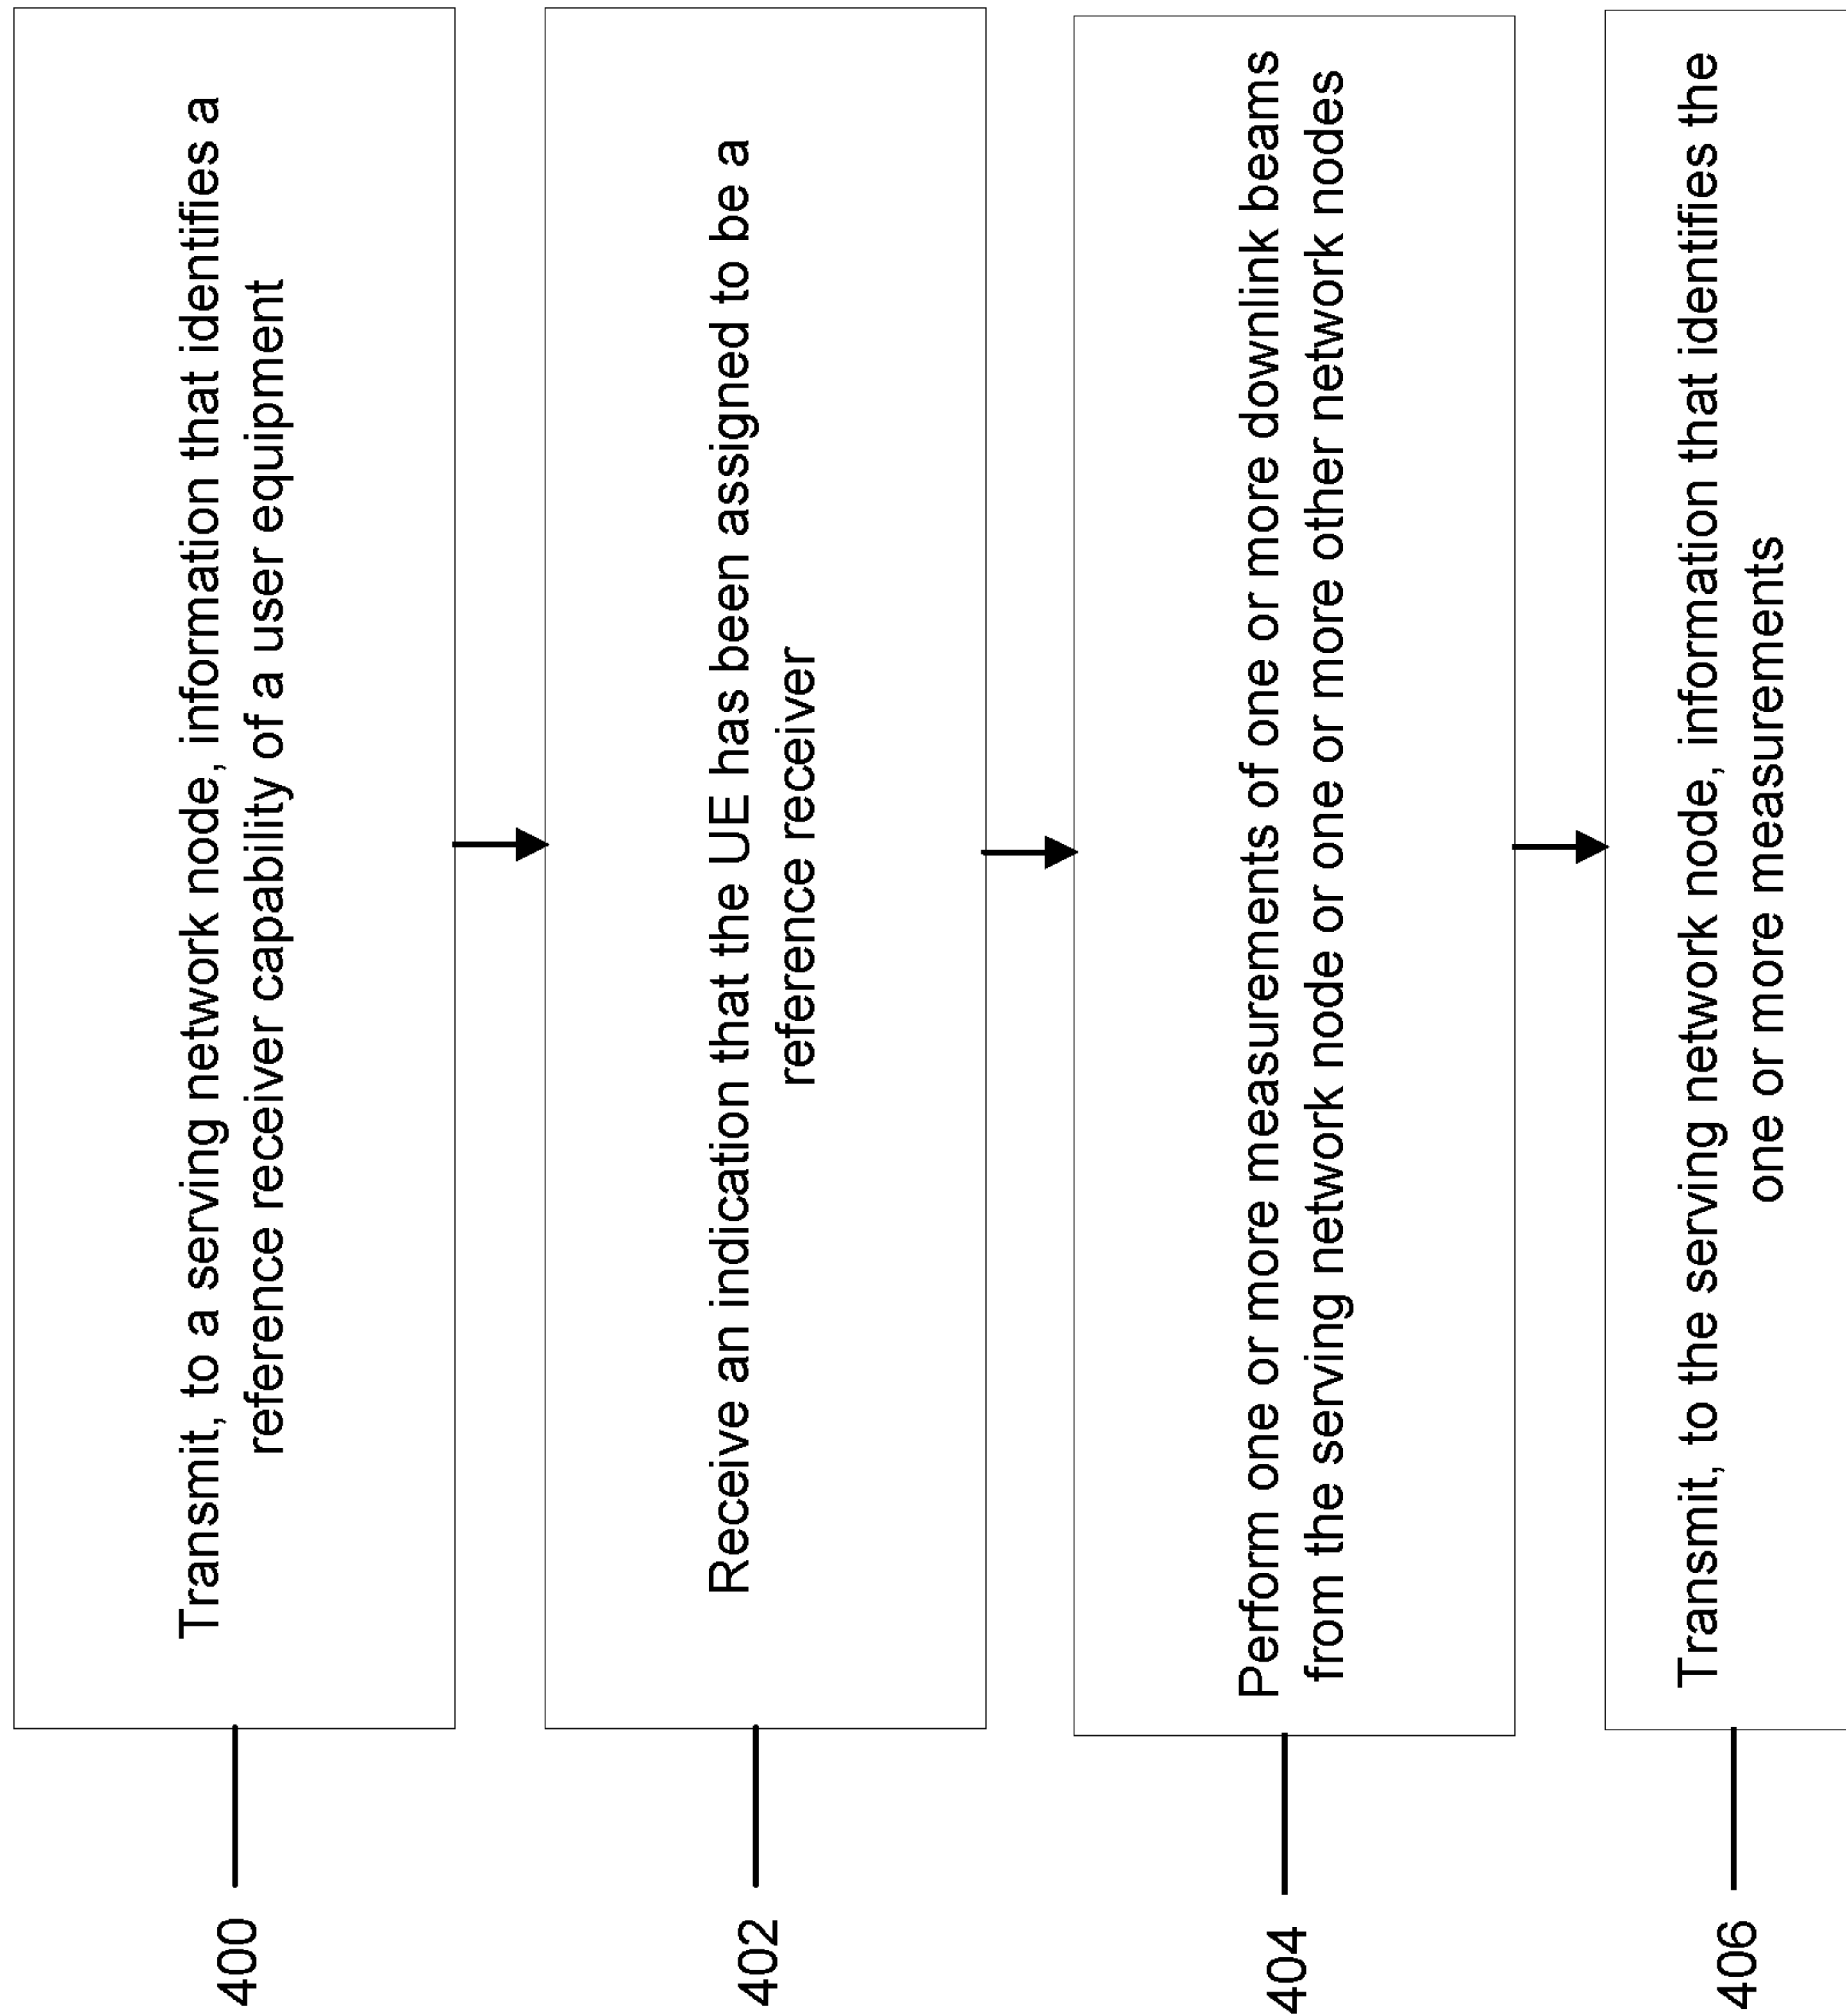 400
Transmit, to a serving network node, information that identifies a
reference receiver capability of a user equipment
402
Receive an indication that the UE has been assigned to be a
reference receiver
404
Perform one or more measurements of one or more downlink beams
from the serving network node or one or more other network nodes
406
Transmit, to the serving network node, information that identifies the
one or more measurements